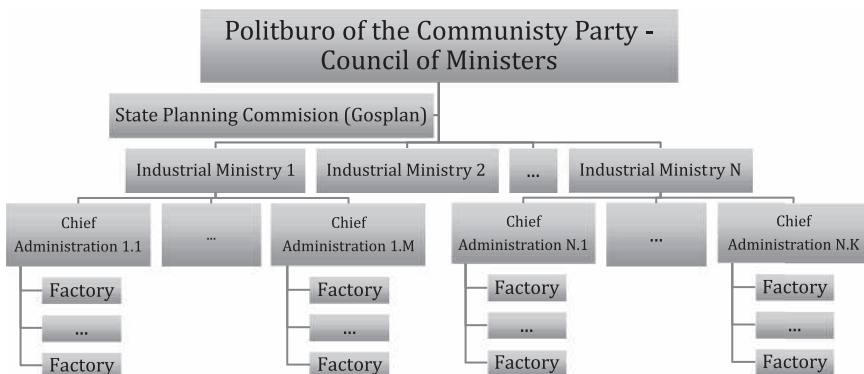 Politburo of the Communisty Party -
Council of Ministers
State Planning Commision (Gosplan)
Industrial Ministry 1
Industrial Ministry 2
...
Industrial Ministry N
Chief
Administration 1.1
...
Chief
Administration 1.M
Chief
Administration N.1
...
Chief
Administration N.K
Factory
...
Factory
Factory
...
Factory
Factory
...
Factory
Factory
...
Factory